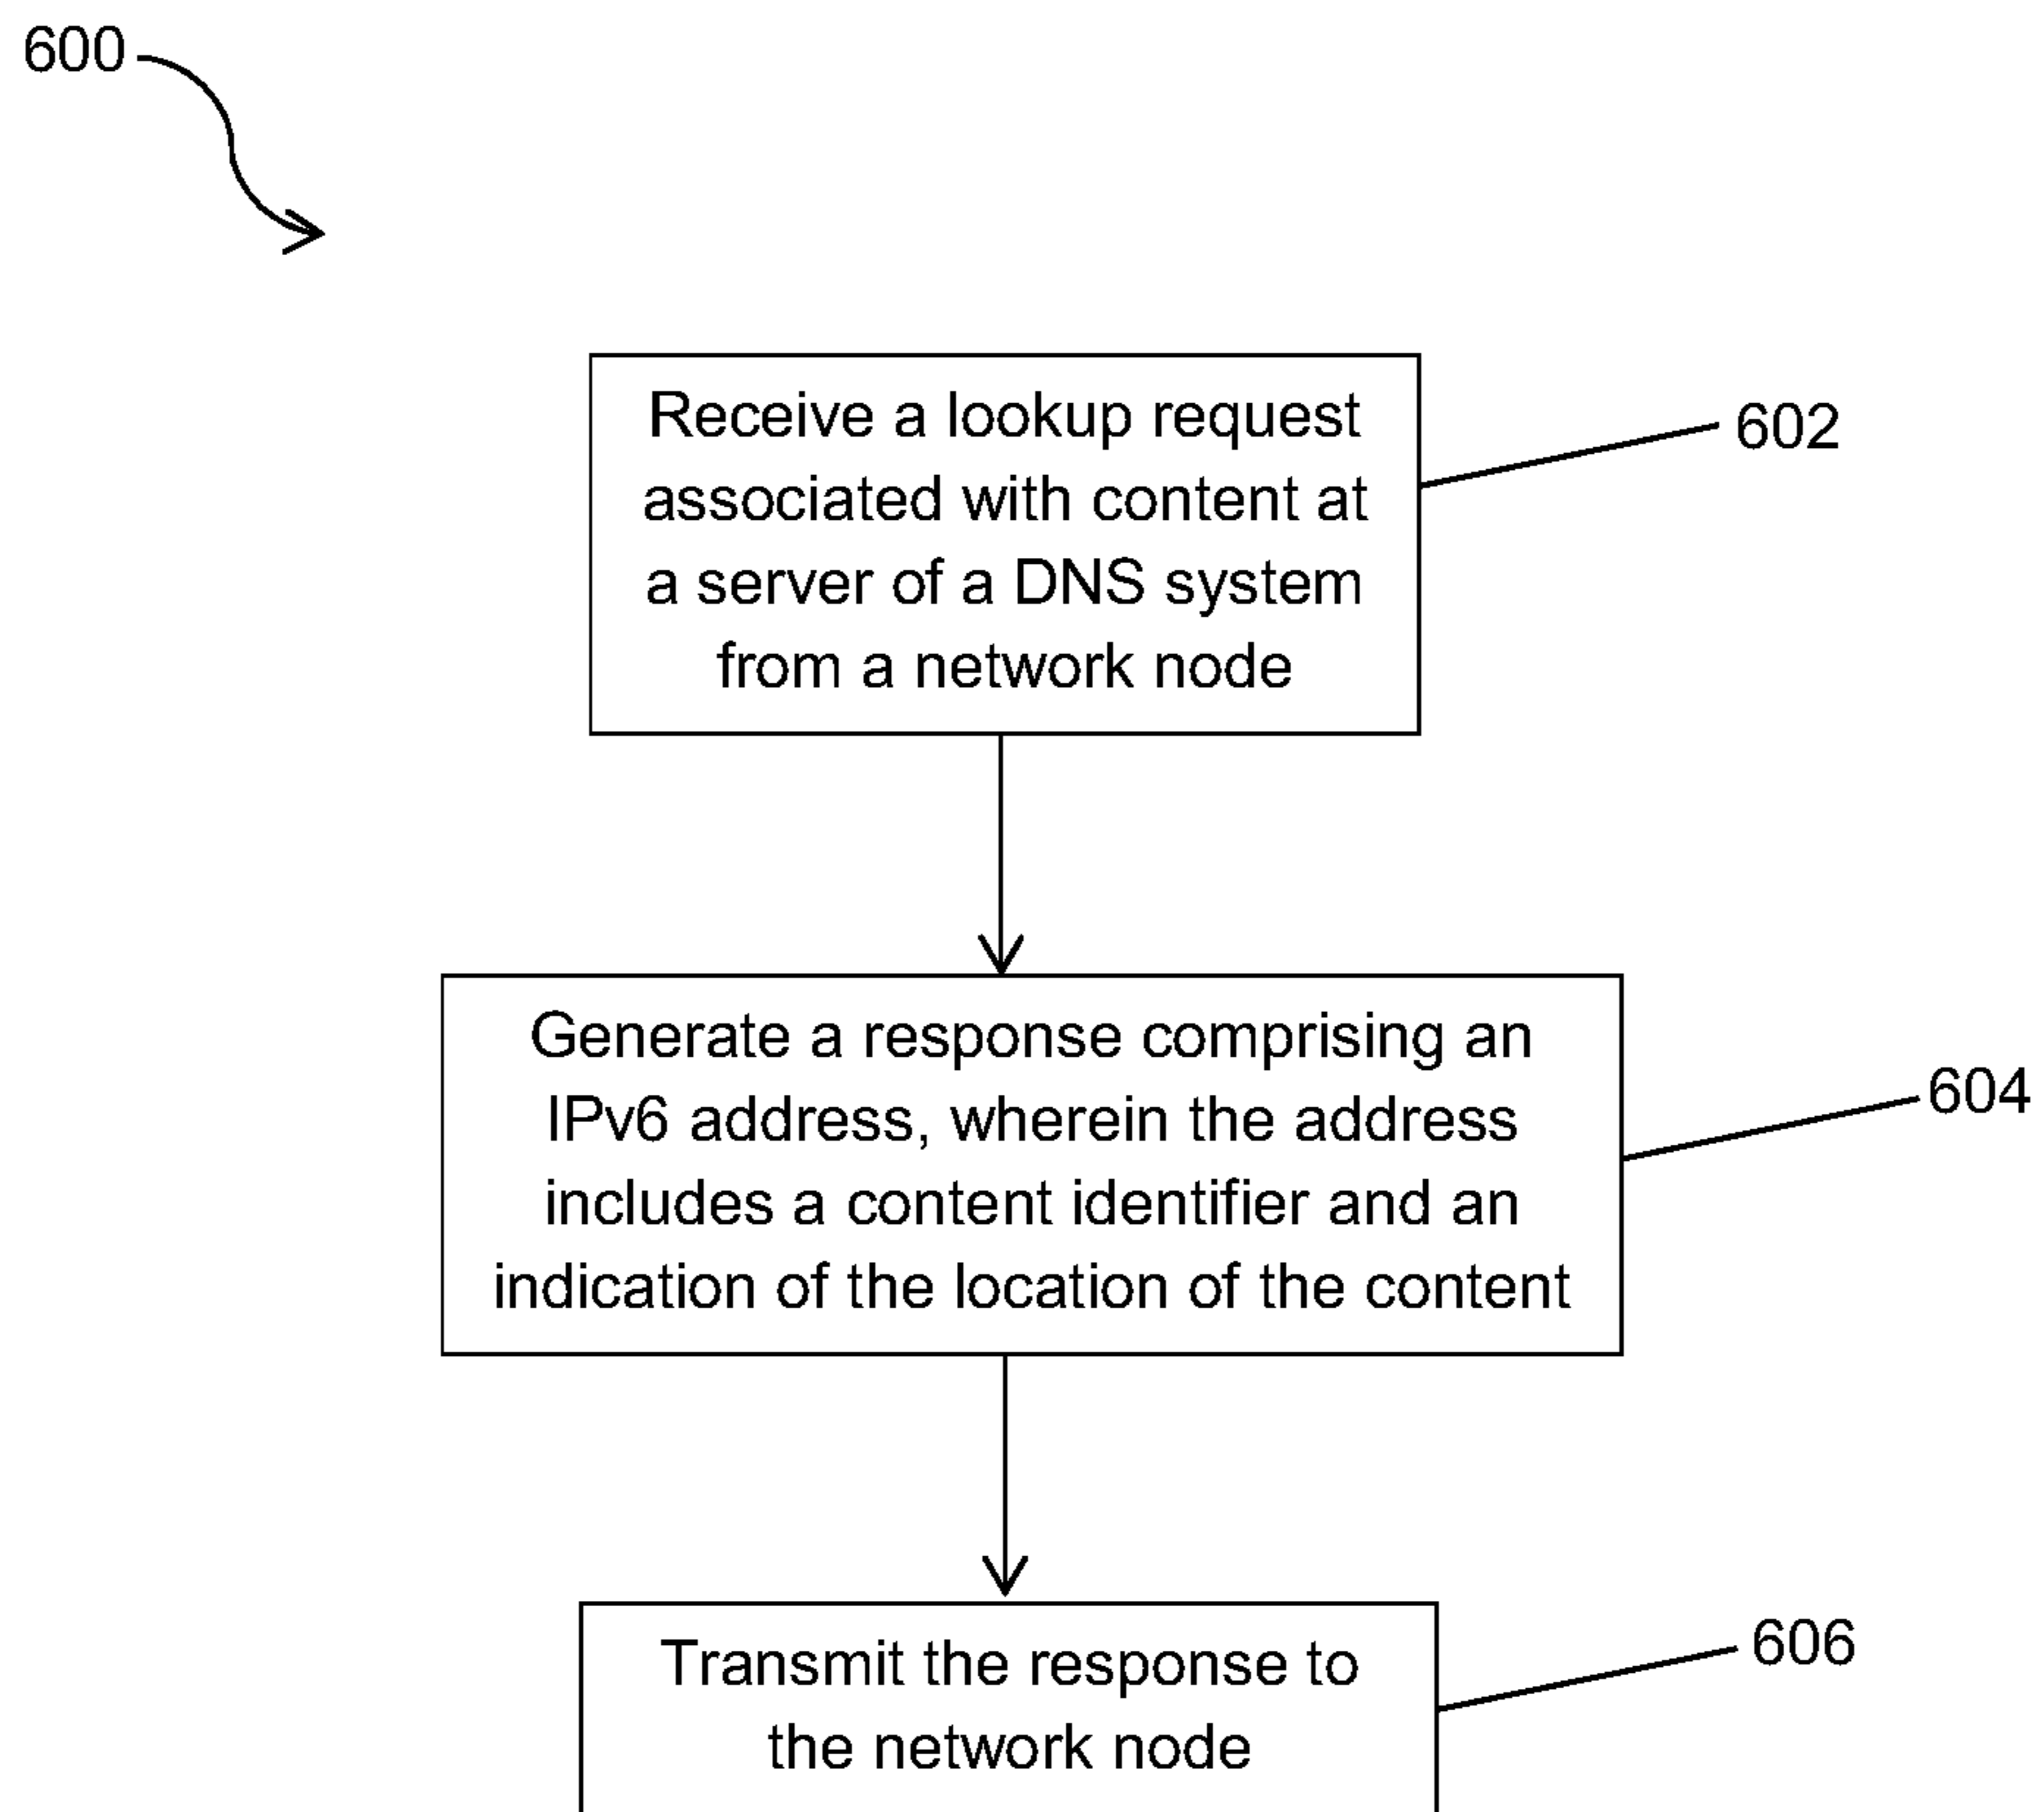 600
Receive a lookup request
associated with content at
a server of a DNS system
from a network node
602
Generate a response comprising an
IPv6 address, wherein the address
includes a content identifier and an
indication of the location of the content
604
Transmit the response to
the network node
606